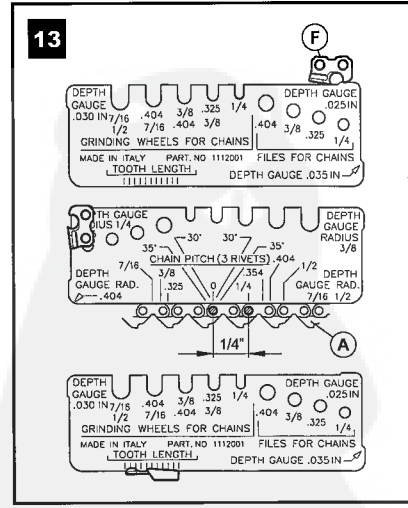 13
F
DEPTH GAUGE .030 IN
7/16 .404 3/8 .325 1/4
1/2 7/16 .404 3/8
GRINDING WHEELS FOR CHAINS
DEPTH GAUGE .025 IN
.404 3/8 .325 1/4
FILES FOR CHAINS
MADE IN ITALY PART. NO 1112001
TOOTH LENGTH
DEPTH GAUGE .035 IN
TH GAUGE
DIUS 1/4
DEPTH GAUGE RADIUS 3/8
30° 30°
35° 35°
CHAIN PITCH (3 RIVETS)
7/16 3/8 .325 0 1/4 .354 .404 1/2
DEPTH GAUGE RAD.
.404
DEPTH GAUGE RAD.
7/16 1/2
1/4"
A
DEPTH GAUGE .030 IN
7/16 .404 3/8 .325 1/4
1/2 7/16 .404 3/8
GRINDING WHEELS FOR CHAINS
DEPTH GAUGE .025 IN
.404 3/8 .325 1/4
FILES FOR CHAINS
MADE IN ITALY PART. NO 1112001
TOOTH LENGTH
DEPTH GAUGE .035 IN